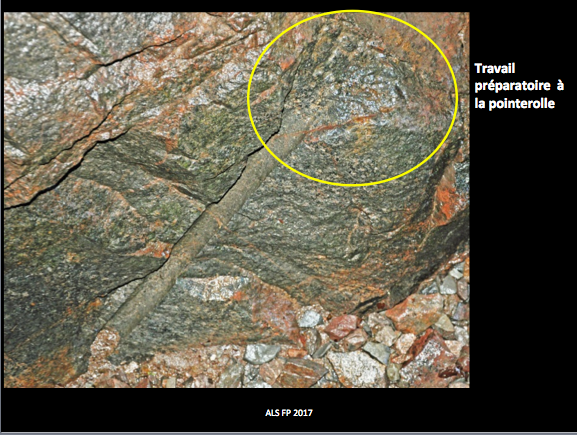 Travail
préparatoire à
la pointerolle
ALS FP 2017